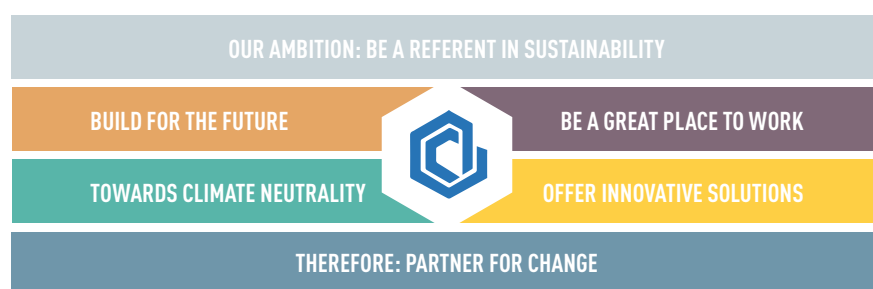 OUR AMBITION: BE A REFERENT IN SUSTAINABILITY
BUILD FOR THE FUTURE
BE A GREAT PLACE TO WORK
TOWARDS CLIMATE NEUTRALITY
OFFER INNOVATIVE SOLUTIONS
THEREFORE: PARTNER FOR CHANGE